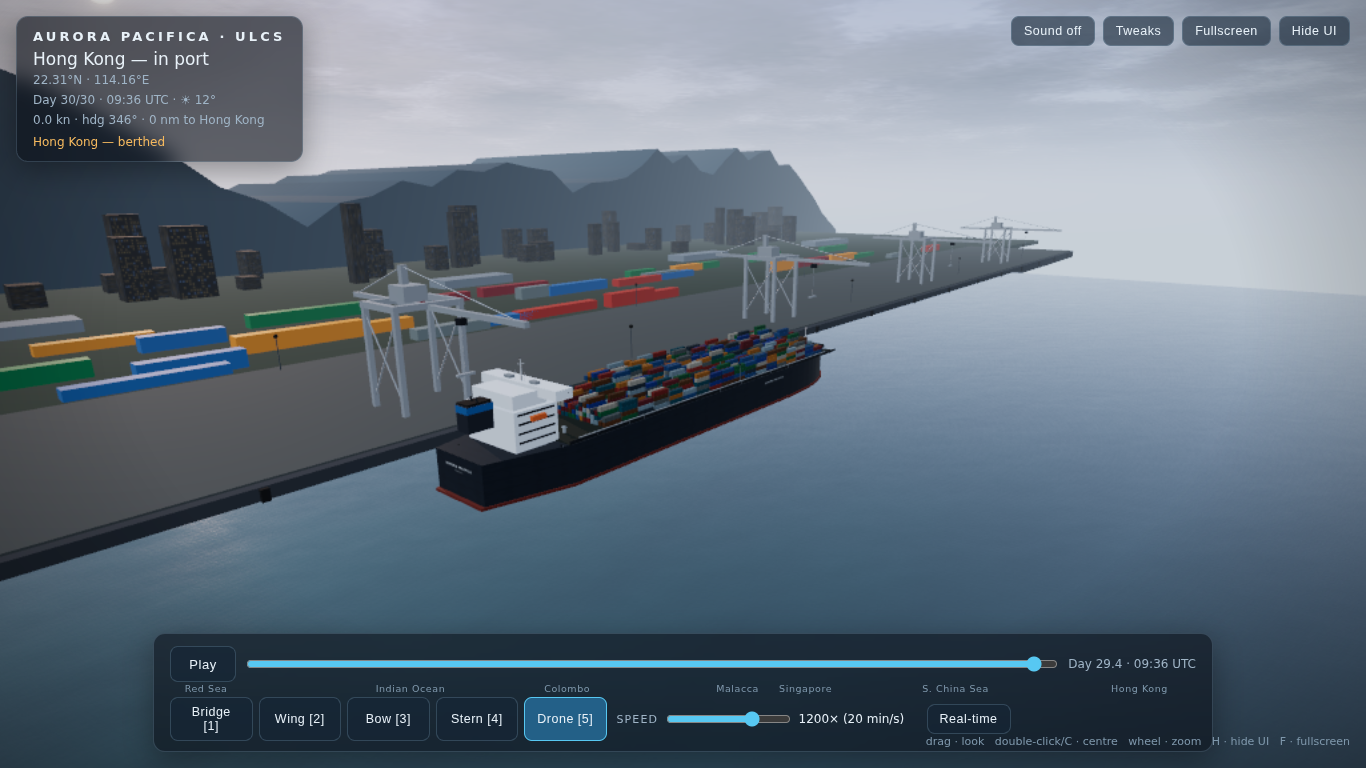 AURORA PACIFICA · ULCS
Hong Kong — in port
22.31°N · 114.16°E
Day 30/30 · 09:36 UTC · ☀ 12°
0.0 kn · hdg 346° · 0 nm to Hong Kong
Hong Kong — berthed
Sound off
Tweaks
Fullscreen
Hide UI
Play
Day 29.4 · 09:36 UTC
Red Sea
Indian Ocean
Colombo
Malacca
Singapore
S. China Sea
Hong Kong
Bridge
[1]
Wing [2]
Bow [3]
Stern [4]
Drone [5]
SPEED
1200× (20 min/s)
Real-time
drag · look double-click/C · centre wheel · zoom H · hide UI F · fullscreen